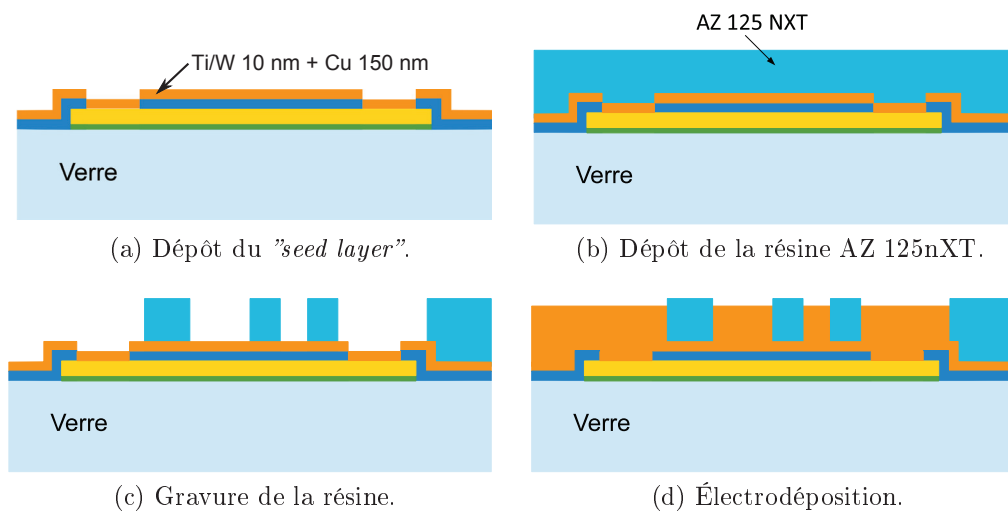 Ti/W 10 nm + Cu 150 nm
Verre
(a) Dépôt du "seed layer".
AZ 125 NXT
Verre
(b) Dépôt de la résine AZ 125nXT.
Verre
(c) Gravure de la résine.
Verre
(d) Électrodéposition.